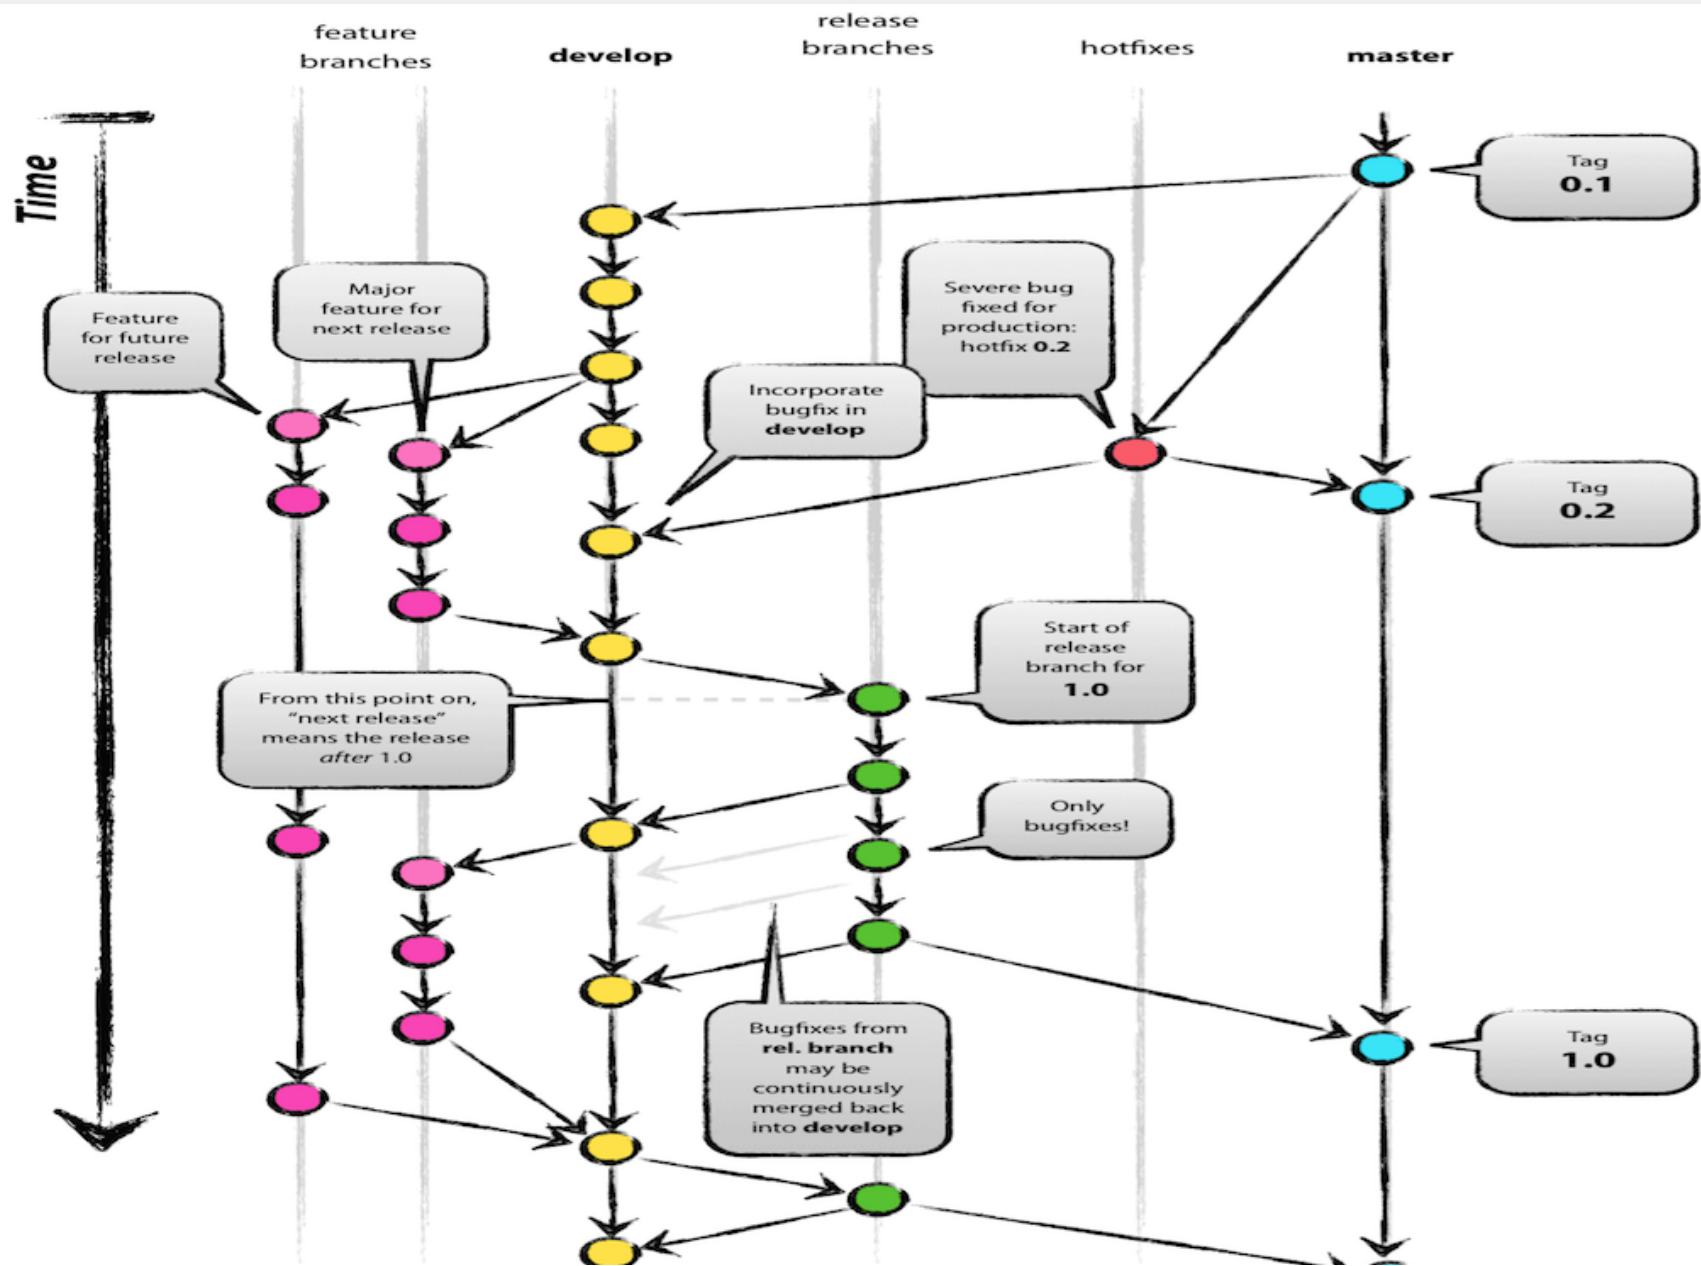 feature
branches
develop
release
branches
hotfixes
master
Time
Tag
0.1
Feature
for future
release
Major
feature for
next release
Severe bug
fixed for
production:
hotfix 0.2
Incorporate
bugfix in
develop
Tag
0.2
Start of
release
branch for
1.0
From this point on,
“next release”
means the release
after 1.0
Only
bugfixes!
Bugfixes from
rel. branch
may be
continuously
merged back
into develop
Tag
1.0